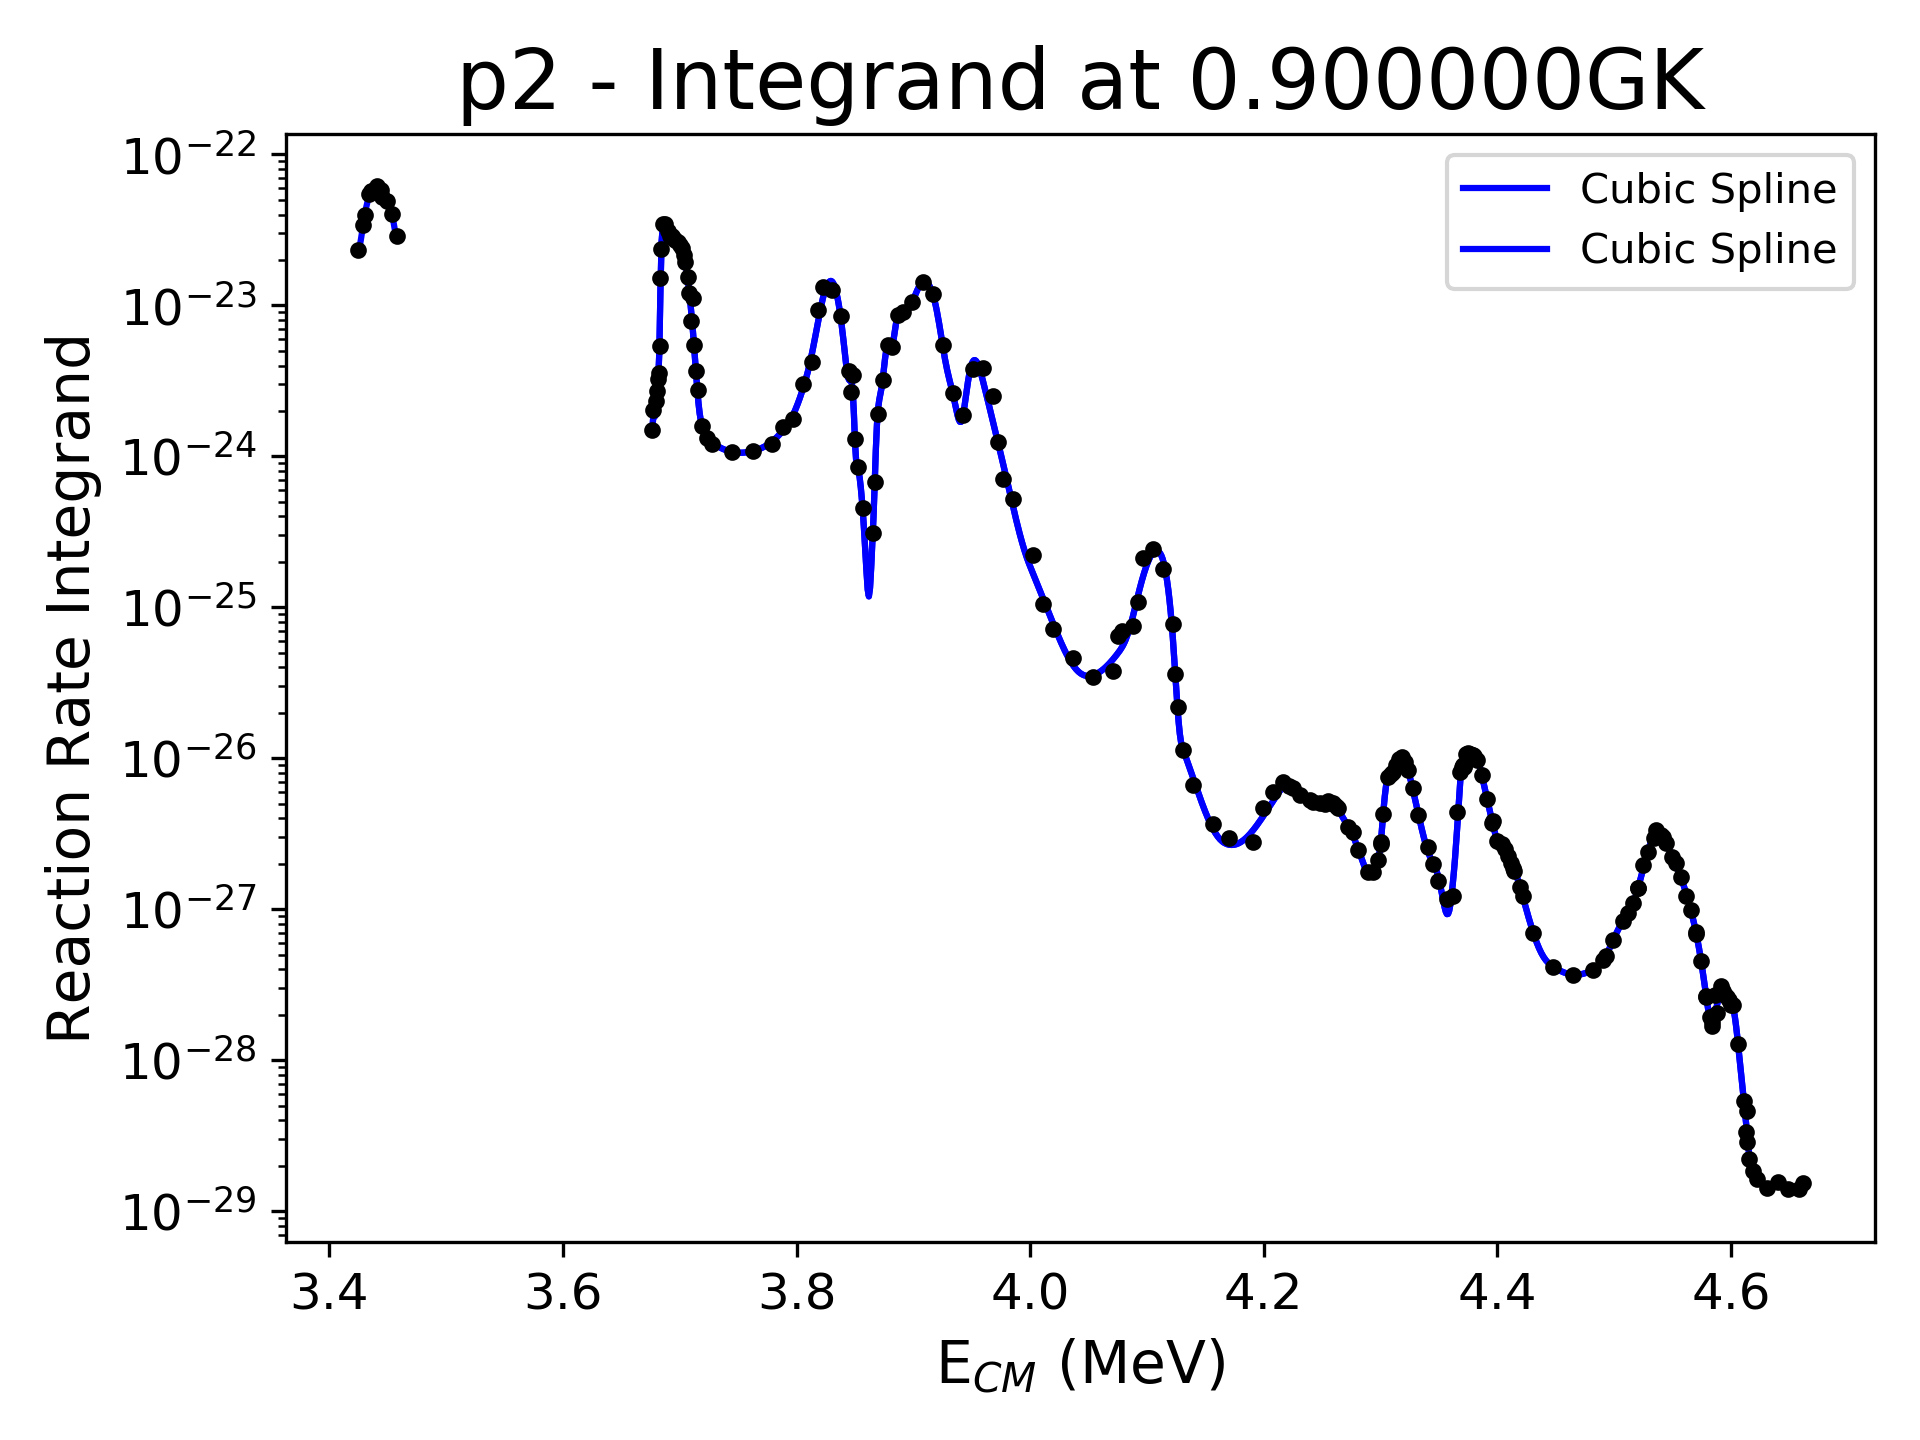 p2 - Integrand at 0.900000GK
Cubic Spline
Cubic Spline
Reaction Rate Integrand
10⁻²²
10⁻²³
10⁻²⁴
10⁻²⁵
10⁻²⁶
10⁻²⁷
10⁻²⁸
10⁻²⁹
3.4 3.6 3.8 4.0 4.2 4.4 4.6
E_CM (MeV)